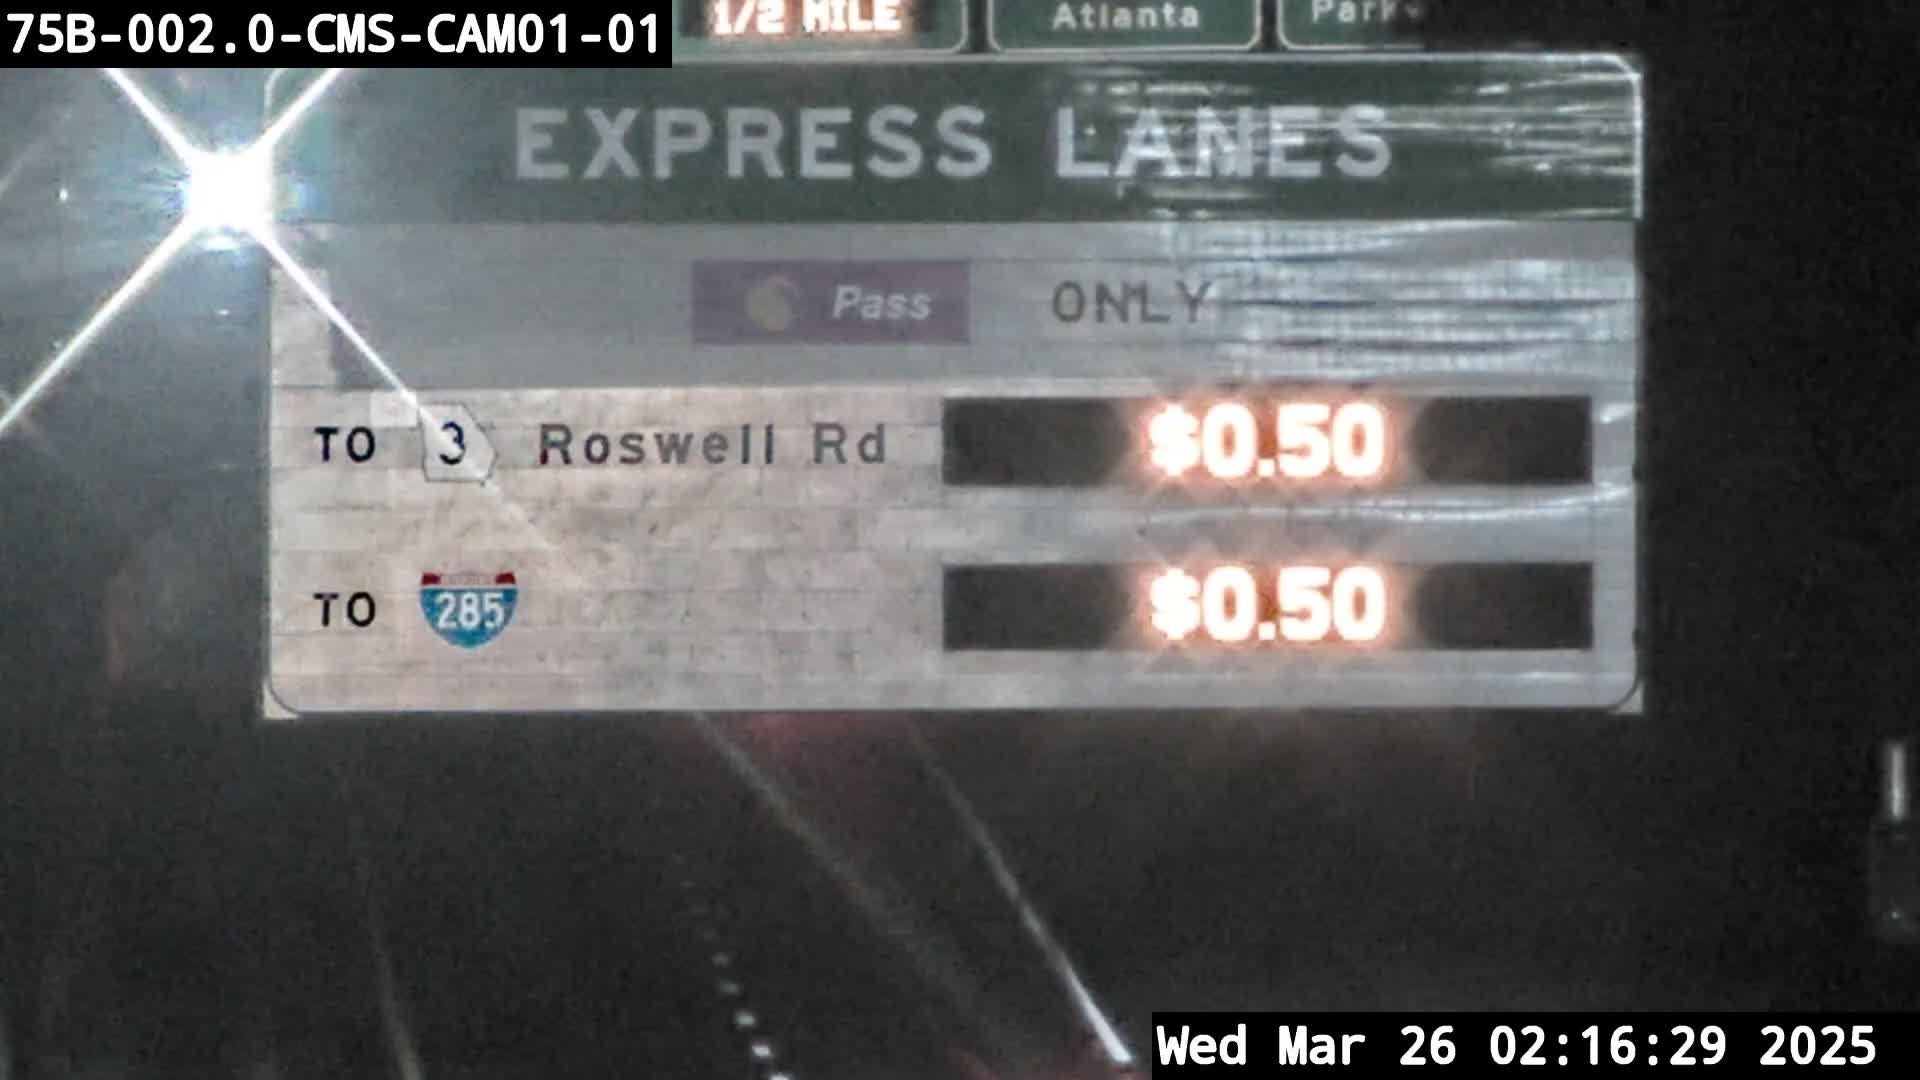 75B-002.0-CMS-CAM01-01
1/2 MILE
Atlanta
EXPRESS LANES
Pass ONLY
TO 3 Roswell Rd $0.50
TO 285 $0.50
Wed Mar 26 02:16:29 2025